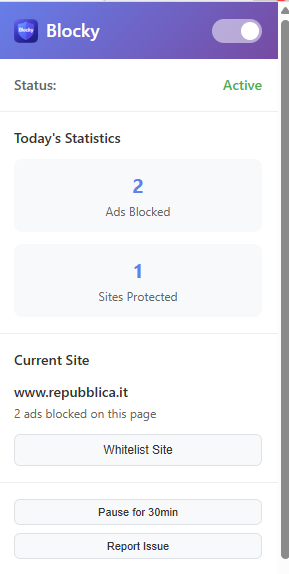 Blocky
Blocky
Status: Active
Today's Statistics
2
Ads Blocked
1
Sites Protected
Current Site
www.repubblica.it
2 ads blocked on this page
Whitelist Site
Pause for 30min
Report Issue